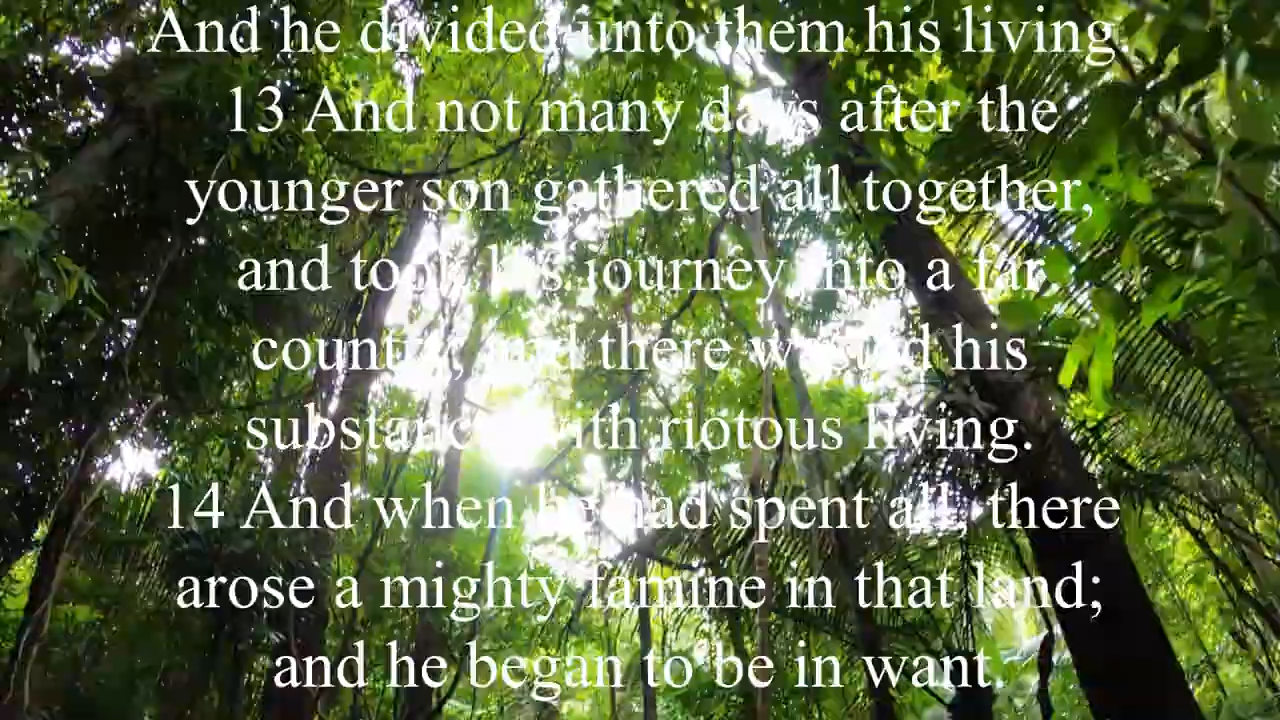 And he divided unto them his living.
13 And not many days after the
younger son gathered all together,
and took his journey into a far
country, and there wasted his
substance with riotous living.
14 And when he had spent all, there
arose a mighty famine in that land;
and he began to be in want.